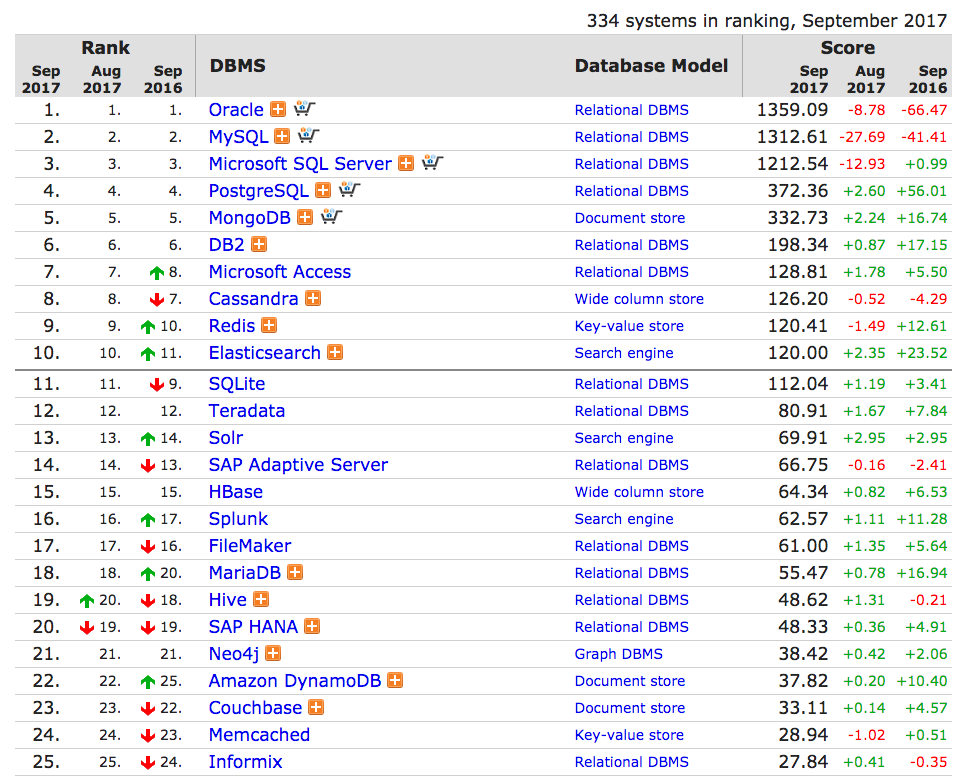 334 systems in ranking, September 2017
Rank DBMS Database Model Score
Sep 2017 Aug 2017 Sep 2016 Sep 2017 Aug 2017 Sep 2016
1. 1. 1. Oracle Relational DBMS 1359.09 -8.78 -66.47
2. 2. 2. MySQL Relational DBMS 1312.61 -27.69 -41.41
3. 3. 3. Microsoft SQL Server Relational DBMS 1212.54 -12.93 +0.99
4. 4. 4. PostgreSQL Relational DBMS 372.36 +2.60 +56.01
5. 5. 5. MongoDB Document store 332.73 +2.24 +16.74
6. 6. 6. DB2 Relational DBMS 198.34 +0.87 +17.15
7. 7. 8. Microsoft Access Relational DBMS 128.81 +1.78 +5.50
8. 8. 7. Cassandra Wide column store 126.20 -0.52 -4.29
9. 9. 10. Redis Key-value store 120.41 -1.49 +12.61
10. 10. 11. Elasticsearch Search engine 120.00 +2.35 +23.52
11. 11. 9. SQLite Relational DBMS 112.04 +1.19 +3.41
12. 12. 12. Teradata Relational DBMS 80.91 +1.67 +7.84
13. 13. 14. Solr Search engine 69.91 +2.95 +2.95
14. 14. 13. SAP Adaptive Server Relational DBMS 66.75 -0.16 -2.41
15. 15. 15. HBase Wide column store 64.34 +0.82 +6.53
16. 16. 17. Splunk Search engine 62.57 +1.11 +11.28
17. 17. 16. FileMaker Relational DBMS 61.00 +1.35 +5.64
18. 18. 20. MariaDB Relational DBMS 55.47 +0.78 +16.94
19. 20. 18. Hive Relational DBMS 48.62 +1.31 -0.21
20. 19. 19. SAP HANA Relational DBMS 48.33 +0.36 +4.91
21. 21. 21. Neo4j Graph DBMS 38.42 +0.42 +2.06
22. 22. 25. Amazon DynamoDB Document store 37.82 +0.20 +10.40
23. 23. 22. Couchbase Document store 33.11 +0.14 +4.57
24. 24. 23. Memcached Key-value store 28.94 -1.02 +0.51
25. 25. 24. Informix Relational DBMS 27.84 +0.41 -0.35